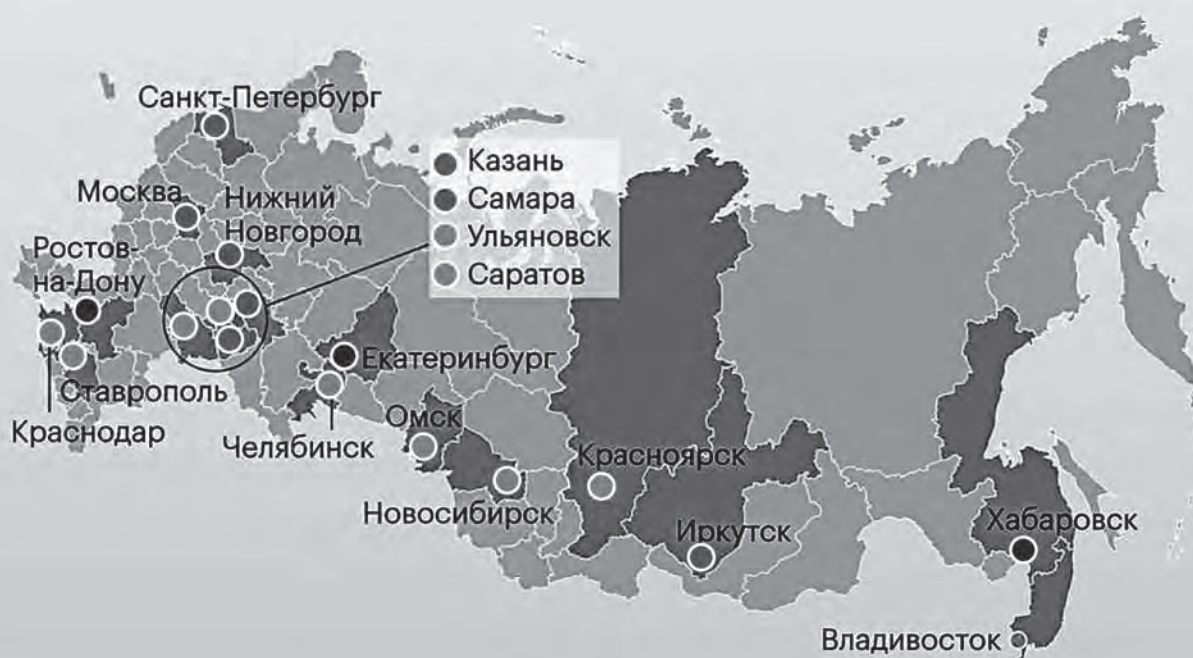 Санкт-Петербург
Казань
Самара
Ульяновск
Саратов
Москва
Нижний
Новгород
Ростов-
на-Дону
Екатеринбург
Ставрополь
Краснодар
Челябинск
Омск
Красноярск
Новосибирск
Иркутск
Хабаровск
Владивосток